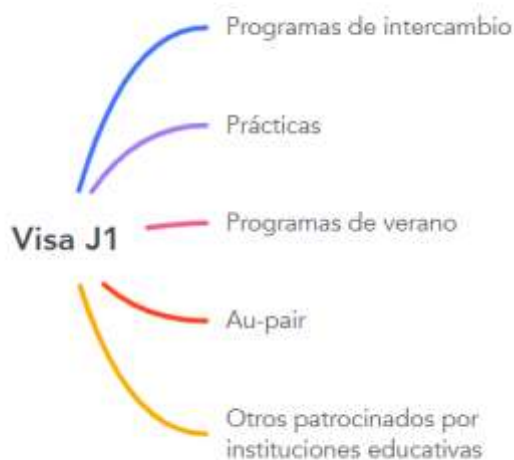 Programas de intercambio
Prácticas
Visa J1
Programas de verano
Au-pair
Otros patrocinados por
instituciones educativas